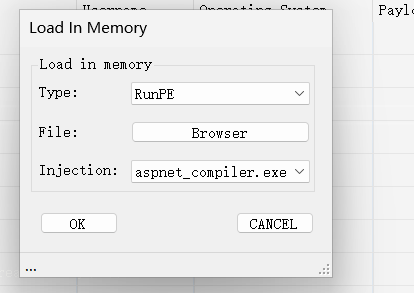 Username Operating System Paylo
Load In Memory
Load in memory
Type: RunPE
File: Browser
Injection: aspnet_compiler.exe
OK CANCEL
...